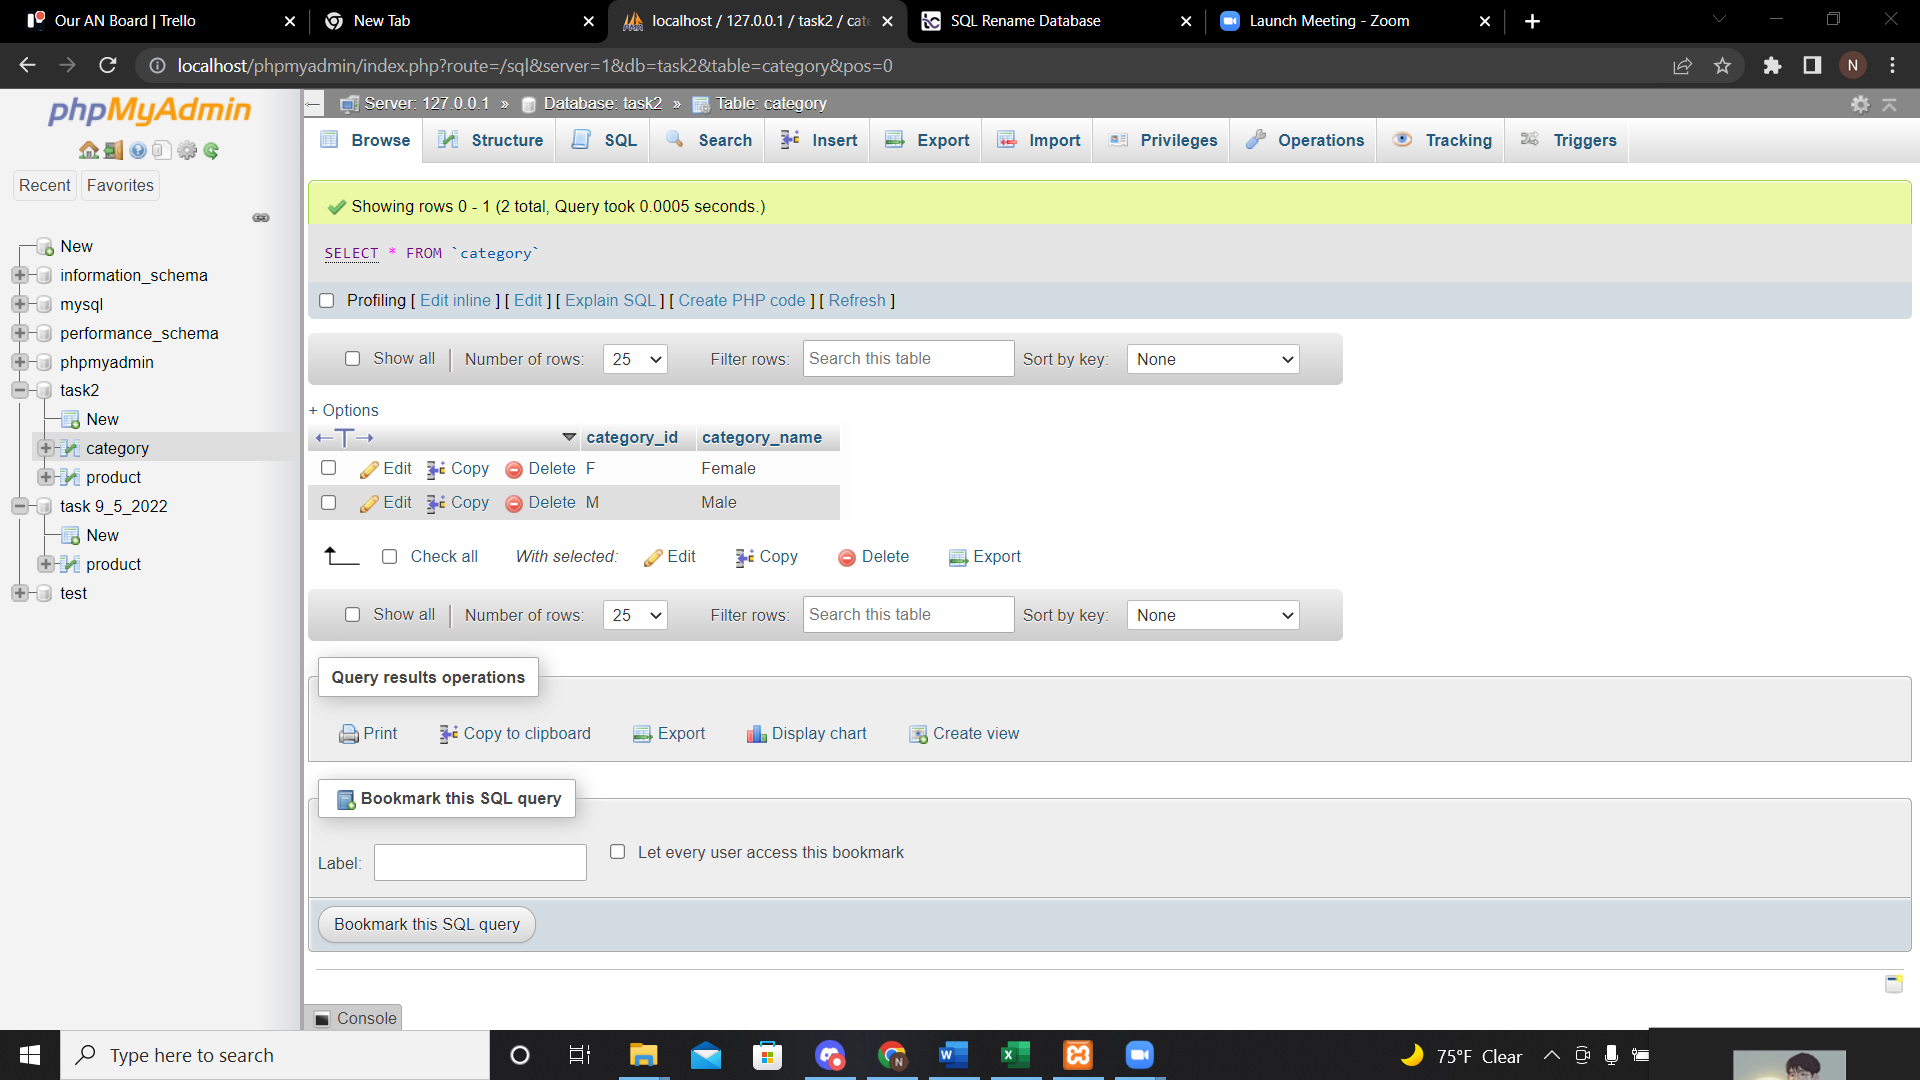 Our AN Board | Trello
New Tab
localhost / 127.0.0.1 / task2 / cate
SQL Rename Database
Launch Meeting - Zoom
localhost/phpmyadmin/index.php?route=/sql&server=1&db=task2&table=category&pos=0
N
phpMyAdmin
Recent
Favorites
New
information_schema
mysql
performance_schema
phpmyadmin
task2
New
category
product
task 9_5_2022
New
product
test
Server: 127.0.0.1 » Database: task2 » Table: category
Browse
Structure
SQL
Search
Insert
Export
Import
Privileges
Operations
Tracking
Triggers
Showing rows 0 - 1 (2 total, Query took 0.0005 seconds.)
SELECT * FROM `category`
Profiling [ Edit inline ] [ Edit ] [ Explain SQL ] [ Create PHP code ] [ Refresh ]
Show all | Number of rows: 25 Filter rows: Search this table Sort by key: None
+ Options
category_id category_name
Edit Copy Delete F Female
Edit Copy Delete M Male
Check all With selected: Edit Copy Delete Export
Show all | Number of rows: 25 Filter rows: Search this table Sort by key: None
Query results operations
Print Copy to clipboard Export Display chart Create view
Bookmark this SQL query
Label: Let every user access this bookmark
Bookmark this SQL query
Console
Type here to search
75°F Clear